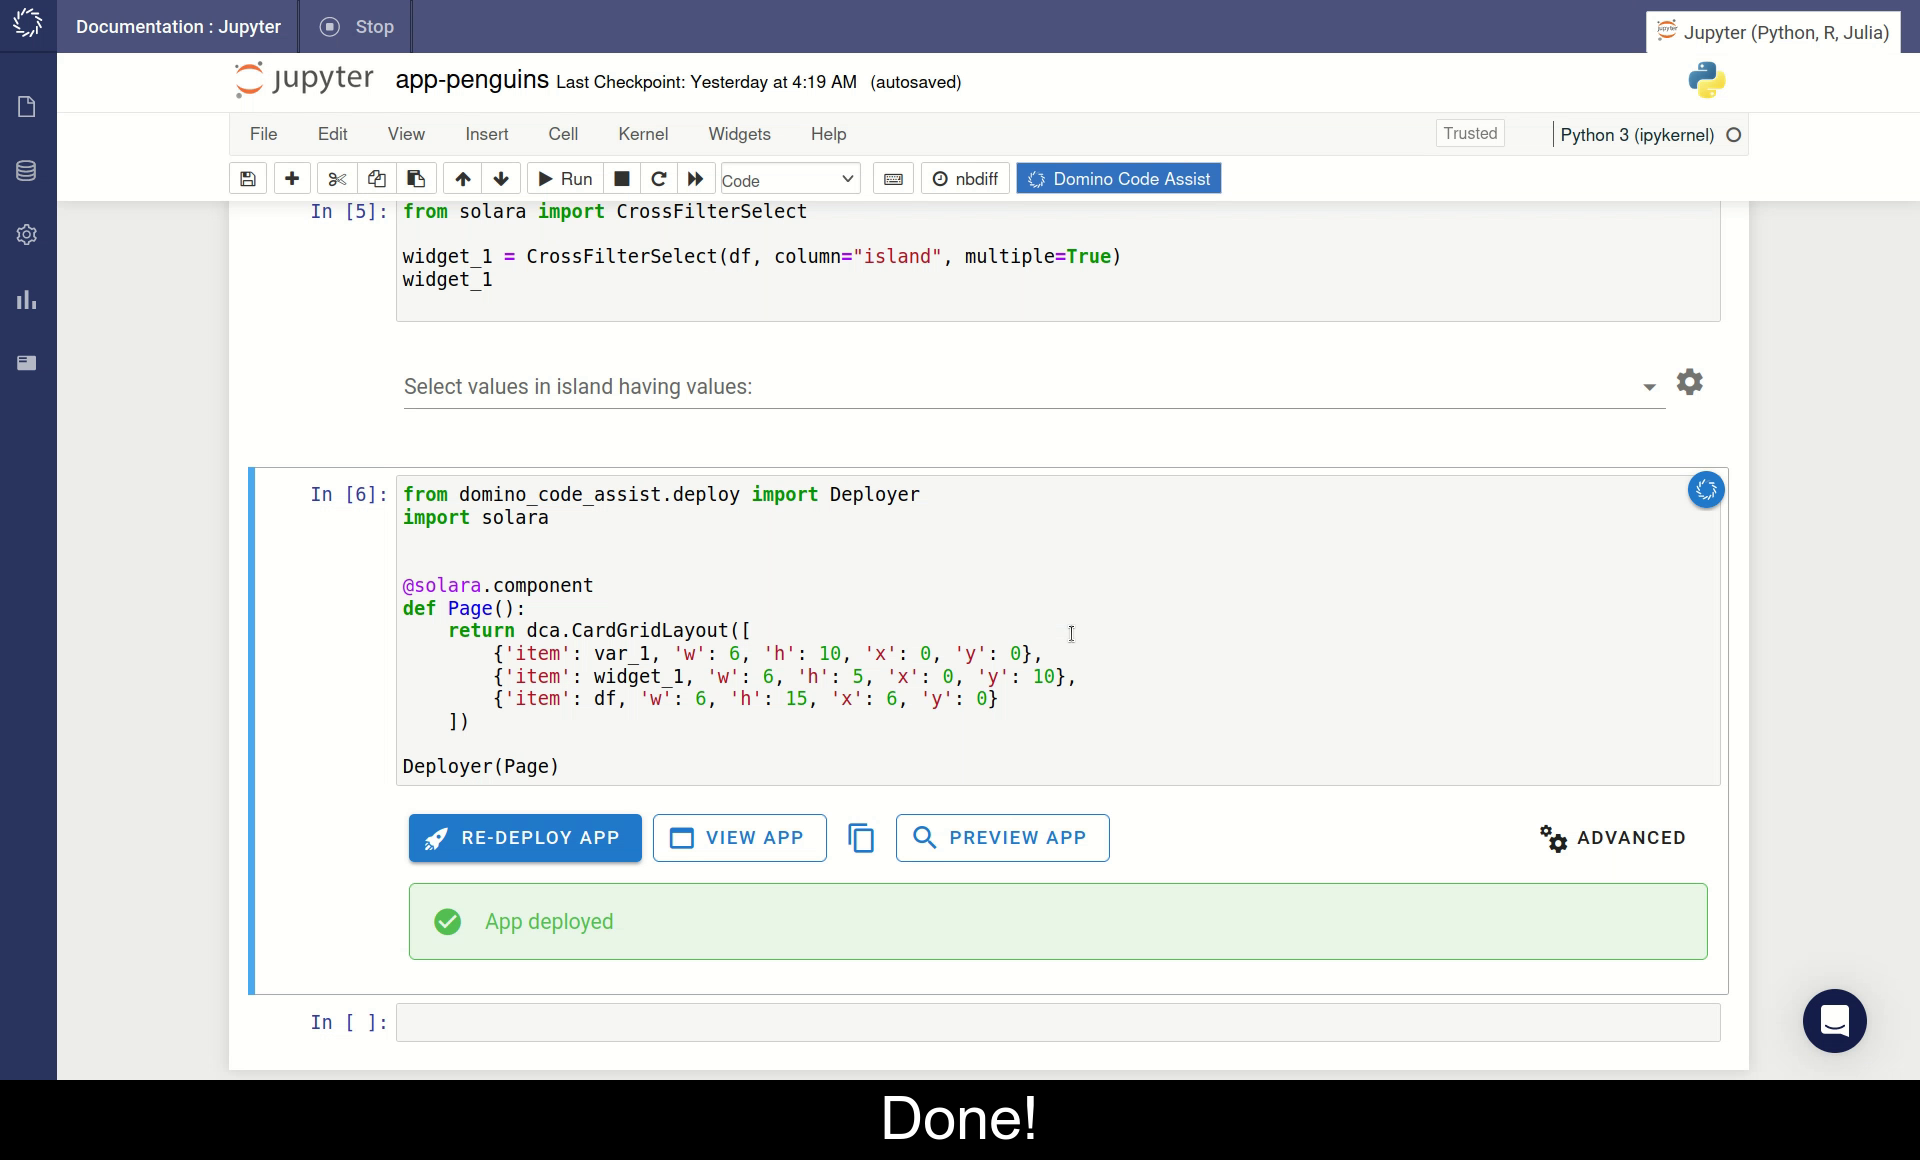 Documentation : Jupyter
Stop
Jupyter (Python, R, Julia)
jupyter app-penguins Last Checkpoint: Yesterday at 4:19 AM (autosaved)
File Edit View Insert Cell Kernel Widgets Help
Trusted
Python 3 (ipykernel)
Run
Code
nbdiff
Domino Code Assist
In [5]: from solara import CrossFilterSelect
widget_1 = CrossFilterSelect(df, column="island", multiple=True)
widget_1
Select values in island having values:
In [6]: from domino_code_assist.deploy import Deployer
import solara
@solara.component
def Page():
    return dca.CardGridLayout([
        {'item': var_1, 'w': 6, 'h': 10, 'x': 0, 'y': 0},
        {'item': widget_1, 'w': 6, 'h': 5, 'x': 0, 'y': 10},
        {'item': df, 'w': 6, 'h': 15, 'x': 6, 'y': 0}
    ])
Deployer(Page)
RE-DEPLOY APP
VIEW APP
PREVIEW APP
ADVANCED
App deployed
In [ ]:
Done!